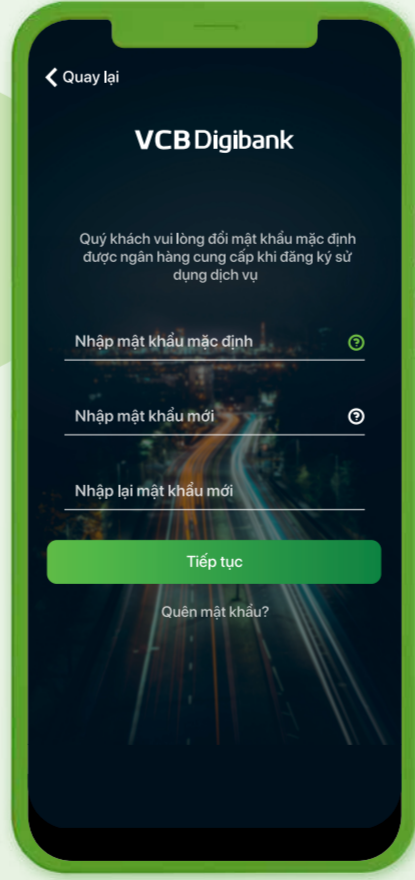 Quay lại
VCB Digibank
Quý khách vui lòng đổi mật khẩu mặc định
được ngân hàng cung cấp khi đăng ký sử
dụng dịch vụ
Nhập mật khẩu mặc định
Nhập mật khẩu mới
Nhập lại mật khẩu mới
Tiếp tục
Quên mật khẩu?